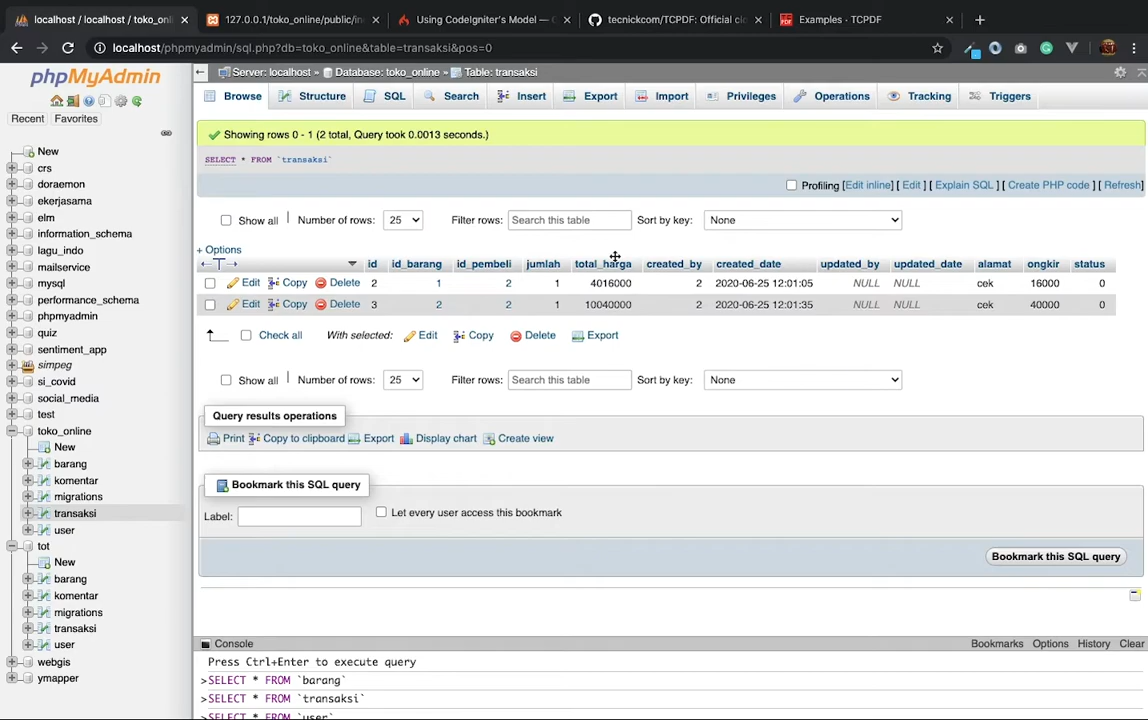 localhost / localhost / toko_onl
127.0.0.1/toko_online/public/in
Using CodeIgniter's Model — C
tecnickcom/TCPDF: Official clo
Examples - TCPDF
localhost/phpmyadmin/sql.php?db=toko_online&table=transaksi&pos=0
phpMyAdmin
Recent
Favorites
New
crs
doraemon
ekerjasama
elm
information_schema
lagu_indo
mailservice
mysql
performance_schema
phpmyadmin
quiz
sentiment_app
simpeg
si_covid
social_media
test
toko_online
New
barang
komentar
migrations
transaksi
user
tot
New
barang
komentar
migrations
transaksi
user
webgis
ymapper
Server: localhost » Database: toko_online » Table: transaksi
Browse Structure SQL Search Insert Export Import Privileges Operations Tracking Triggers
Showing rows 0 - 1 (2 total, Query took 0.0013 seconds.)
SELECT * FROM `transaksi`
Profiling [Edit inline] [ Edit ] [ Explain SQL ] [ Create PHP code ] [ Refresh]
Show all Number of rows: 25 Filter rows: Search this table Sort by key: None
+ Options
←T→ id id_barang id_pembeli jumlah total_harga created_by created_date updated_by updated_date alamat ongkir status
Edit Copy Delete 2 1 2 1 4016000 2 2020-06-25 12:01:05 NULL NULL cek 16000 0
Edit Copy Delete 3 2 2 1 10040000 2 2020-06-25 12:01:35 NULL NULL cek 40000 0
Check all With selected: Edit Copy Delete Export
Show all Number of rows: 25 Filter rows: Search this table Sort by key: None
Query results operations
Print Copy to clipboard Export Display chart Create view
Bookmark this SQL query
Label: Let every user access this bookmark
Bookmark this SQL query
Console Bookmarks Options History Clear
Press Ctrl+Enter to execute query
>SELECT * FROM `barang`
>SELECT * FROM `transaksi`
>SELECT * FROM `user`